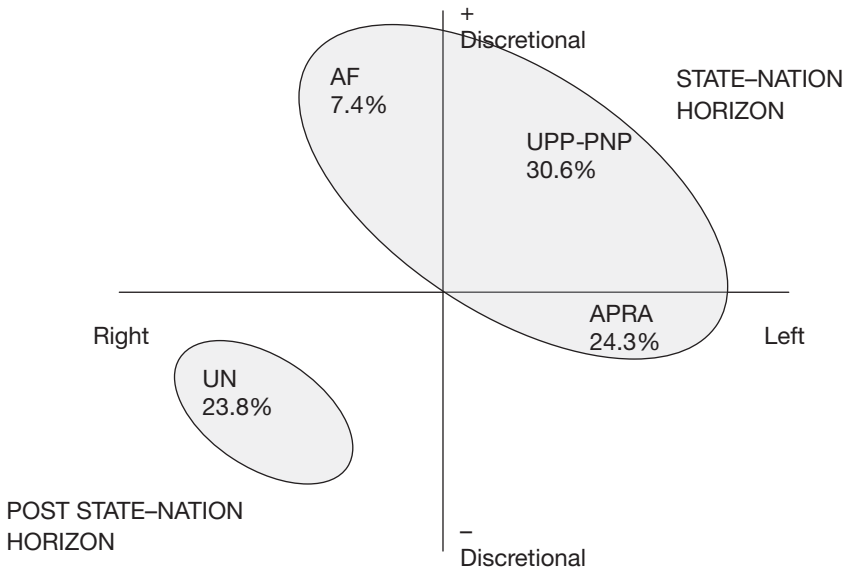 +
Discretional
AF
7.4%
STATE–NATION
HORIZON
UPP-PNP
30.6%
APRA
24.3%
Right
Left
UN
23.8%
POST STATE–NATION
HORIZON
–
Discretional